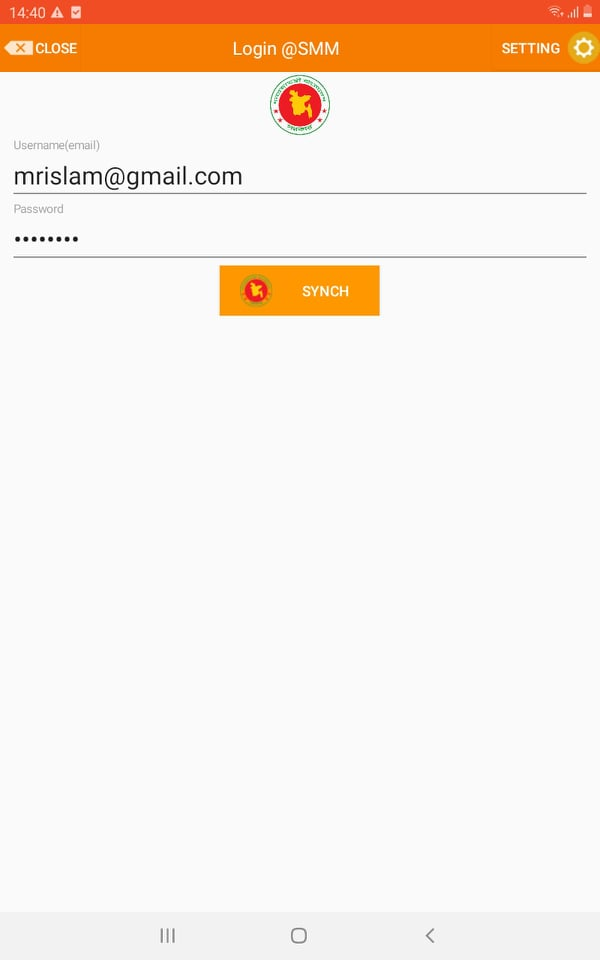 14:40
CLOSE
Login @SMM
SETTING
Username(email)
mrislam@gmail.com
Password
••••••••
SYNCH